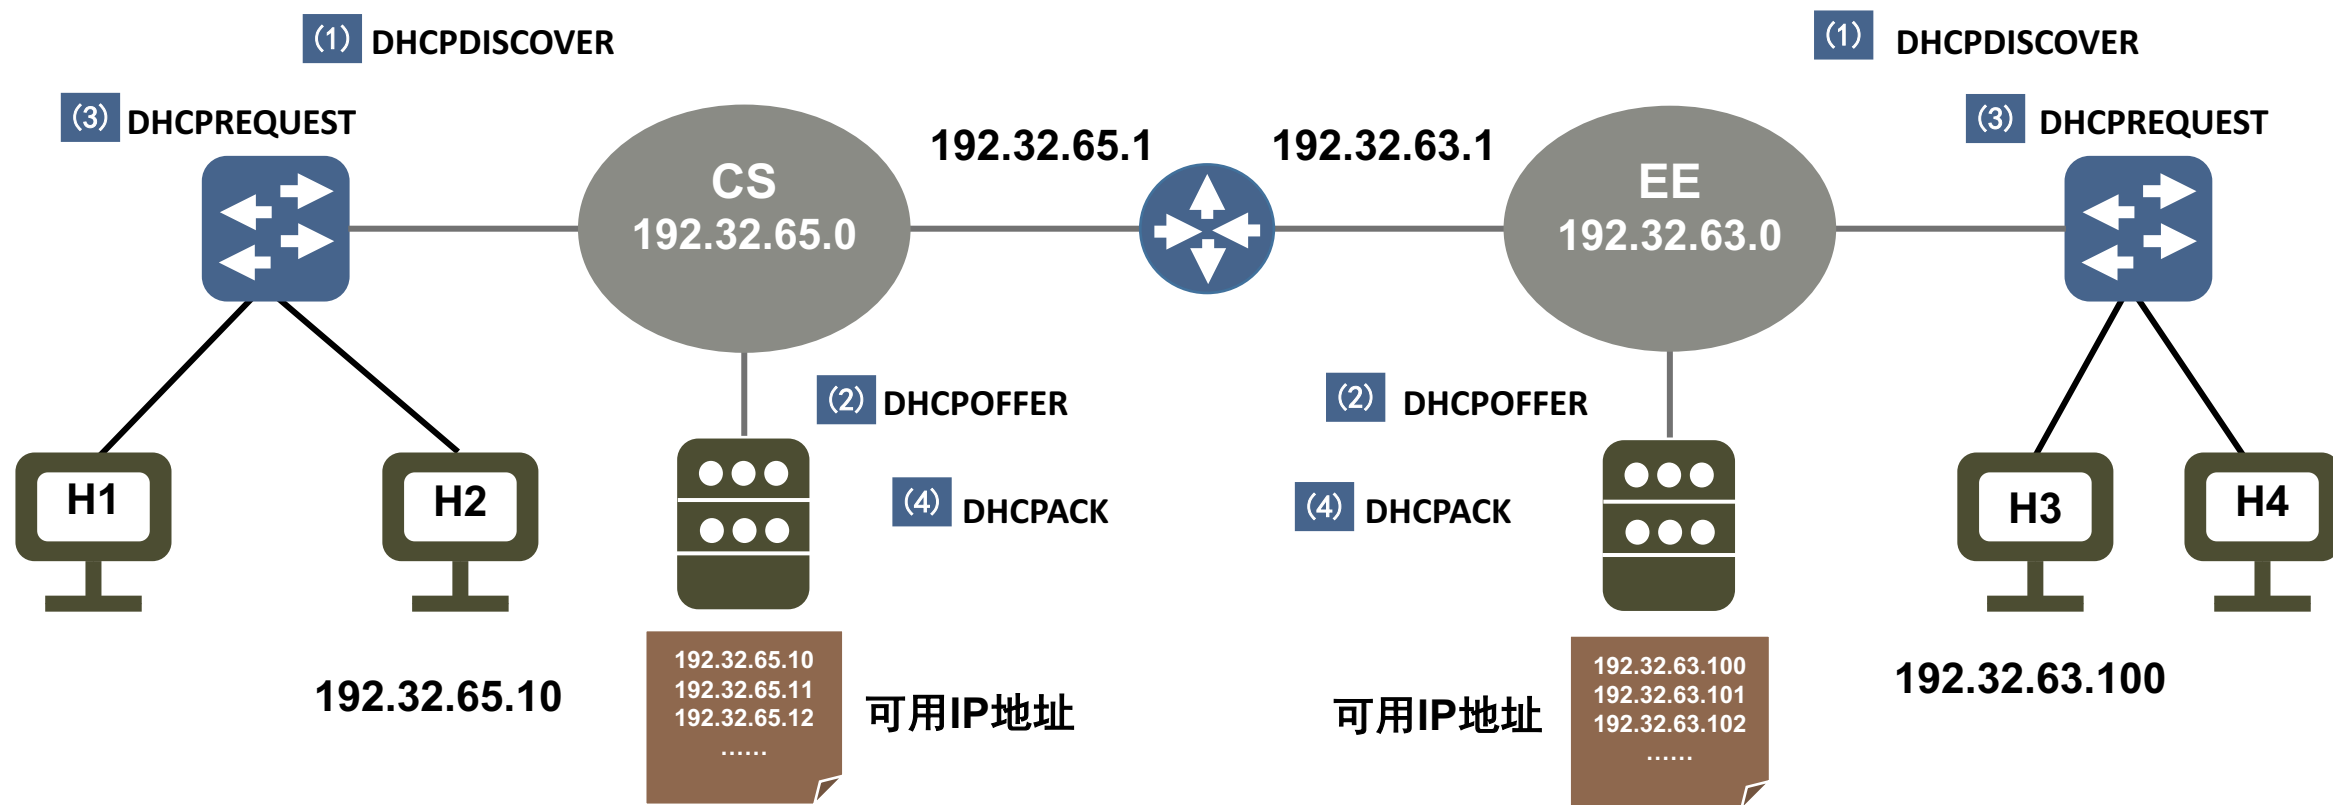 (1) DHCPDISCOVER
(1) DHCPDISCOVER
(3) DHCPREQUEST
(3) DHCPREQUEST
192.32.65.1
192.32.63.1
CS
192.32.65.0
EE
192.32.63.0
(2) DHCPOFFER
(2) DHCPOFFER
H1
H2
(4) DHCPACK
(4) DHCPACK
H3
H4
192.32.65.10
192.32.65.10
192.32.65.11
192.32.65.12
......
可用IP地址
可用IP地址
192.32.63.100
192.32.63.101
192.32.63.102
......
192.32.63.100